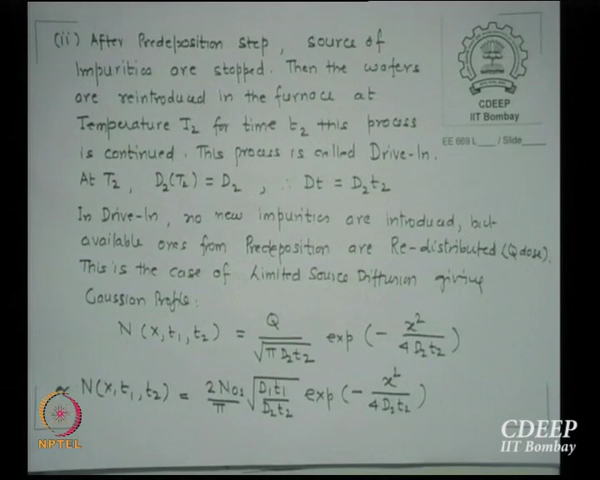 (ii) After Predeposition step, source of
Impurities are stopped. Then the wafers
are reintroduced in the furnace at
Temperature T₂ for time t₂ this process
is continued. This process is called Drive-In.
At T₂, D₂(T₂) = D₂, ∴ Dt = D₂t₂
In Drive-In, no new impurities are introduced, but
available ones from Predeposition are Re-distributed (Q dose).
This is the case of Limited Source Diffusion giving
Gaussian Profile:
N(x,t₁,t₂) = Q / √(π D₂t₂) exp(- x² / 4D₂t₂)
N(x,t₁,t₂) = 2N₀₁ / π √(D₁t₁ / D₂t₂) exp(- x² / 4D₂t₂)
CDEEP
IIT Bombay
EE 669 L___ / Slide___
NPTEL
CDEEP
IIT Bombay